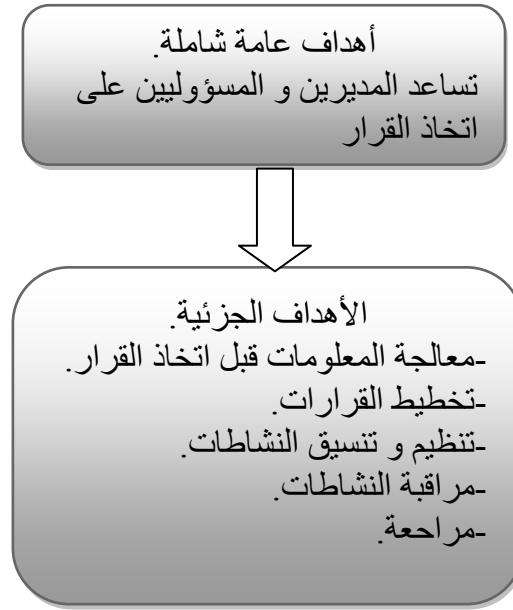 أهداف عامة شاملة.
تساعد المديرين و المسؤوليين على
اتخاذ القرار
الأهداف الجزئية.
-معالجة المعلومات قبل اتخاذ القرار.
-تخطيط القرارات.
-تنظيم و تنسيق النشاطات.
-مراقبة النشاطات.
-مراحعة.